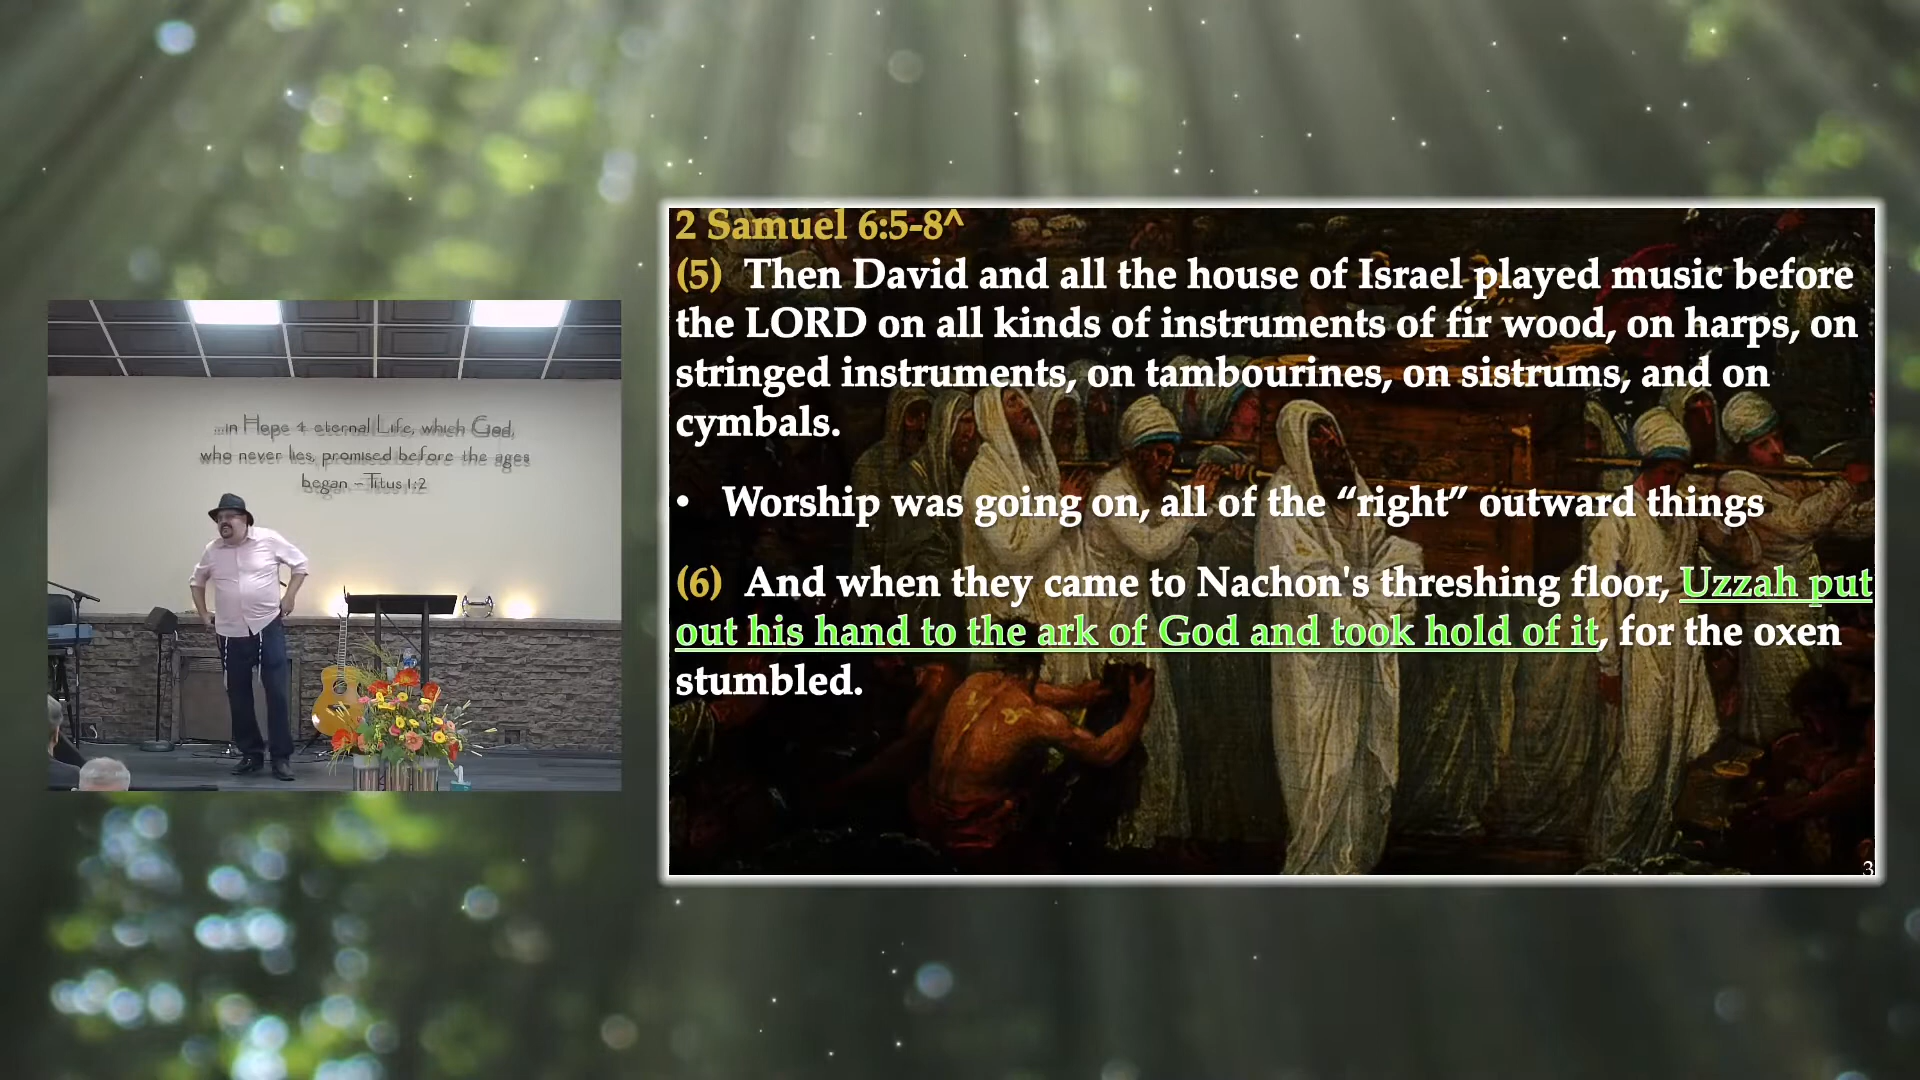 ...in Hope of eternal Life, which God,
who never lies, promised before the ages
began - Titus 1:2
2 Samuel 6:5-8^
(5) Then David and all the house of Israel played music before
the LORD on all kinds of instruments of fir wood, on harps, on
stringed instruments, on tambourines, on sistrums, and on
cymbals.
• Worship was going on, all of the “right” outward things
(6) And when they came to Nachon's threshing floor, Uzzah put
out his hand to the ark of God and took hold of it, for the oxen
stumbled.
3